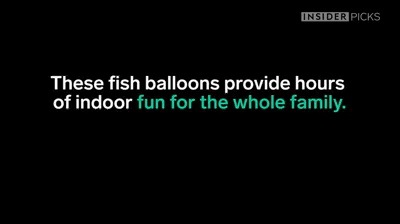 INSIDER PICKS
These fish balloons provide hours
of indoor fun for the whole family.